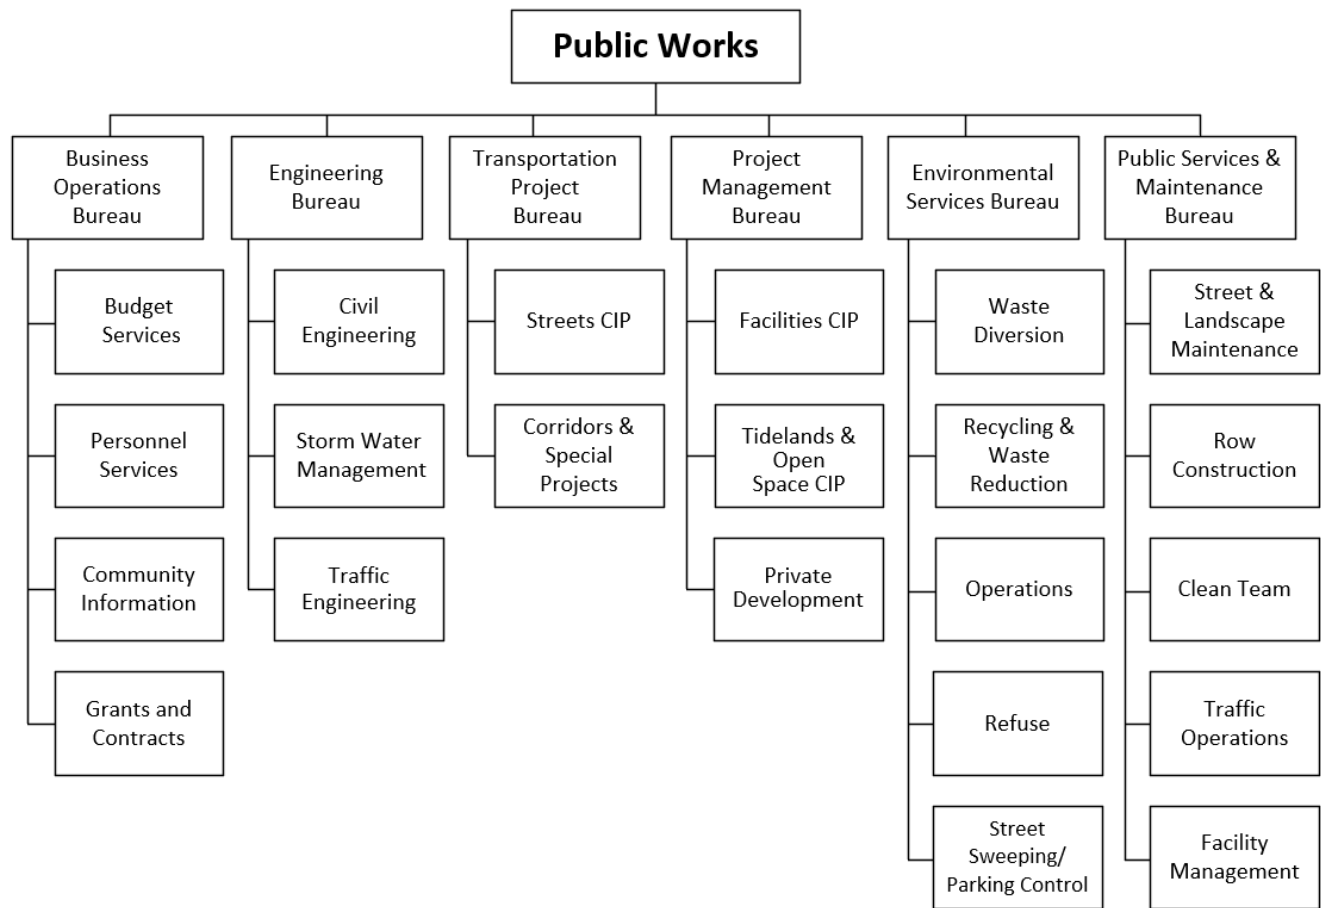 Public Works
Business
Operations
Bureau
Budget
Services
Personnel
Services
Community
Information
Grants and
Contracts
Engineering
Bureau
Civil
Engineering
Storm Water
Management
Traffic
Engineering
Transportation
Project
Bureau
Streets CIP
Corridors &
Special
Projects
Project
Management
Bureau
Facilities CIP
Tidelands &
Open
Space CIP
Private
Development
Environmental
Services Bureau
Waste
Diversion
Recycling &
Waste
Reduction
Operations
Refuse
Street
Sweeping/
Parking Control
Public Services &
Maintenance
Bureau
Street &
Landscape
Maintenance
Row
Construction
Clean Team
Traffic
Operations
Facility
Management